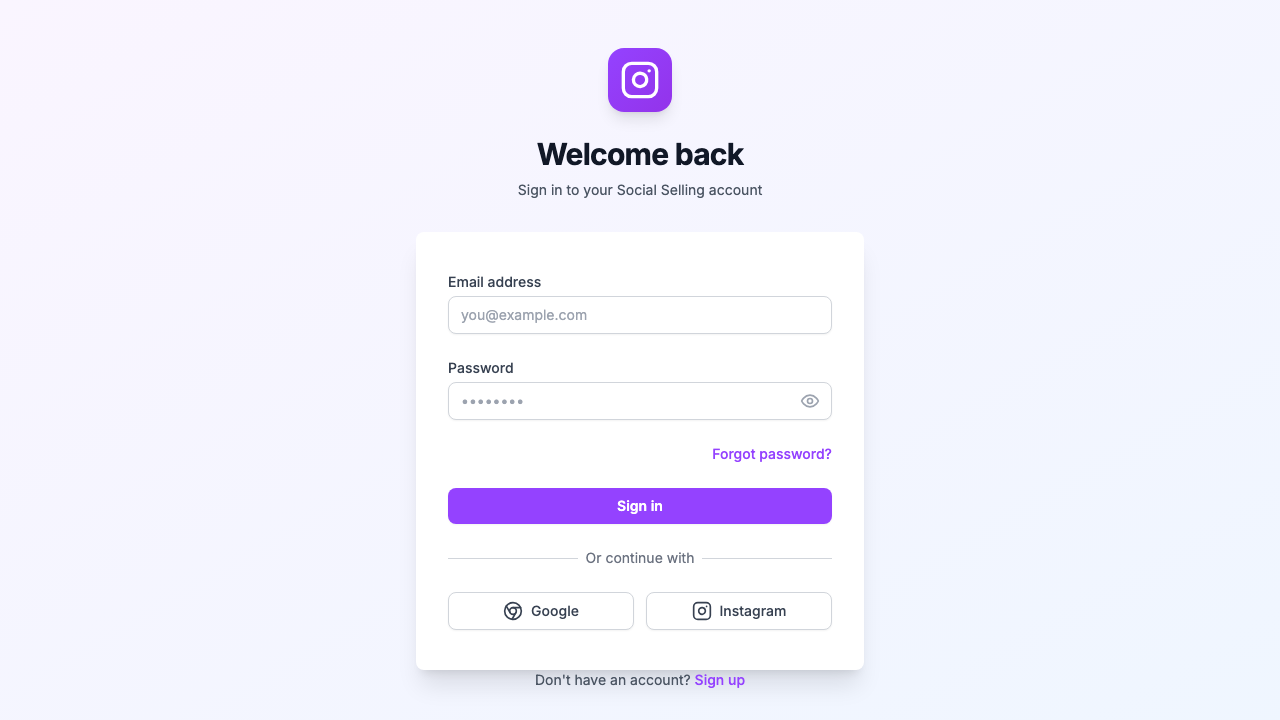 Welcome back
Sign in to your Social Selling account
Email address
you@example.com
Password
••••••••
Forgot password?
Sign in
Or continue with
Google
Instagram
Don't have an account? Sign up